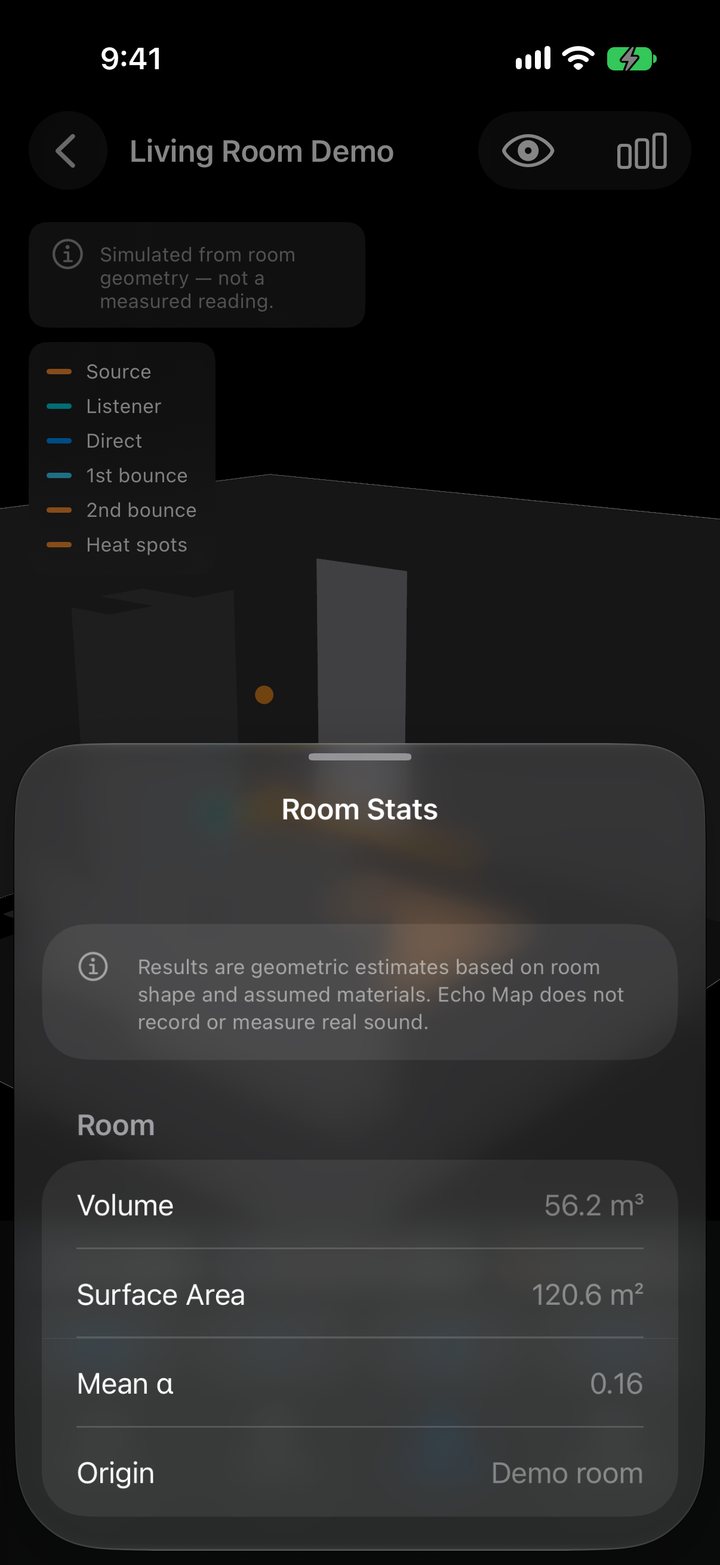 9:41
Living Room Demo
Simulated from room
geometry — not a
measured reading.
Source
Listener
Direct
1st bounce
2nd bounce
Heat spots
Room Stats
Results are geometric estimates based on room
shape and assumed materials. Echo Map does not
record or measure real sound.
Room
Volume 56.2 m³
Surface Area 120.6 m²
Mean α 0.16
Origin Demo room